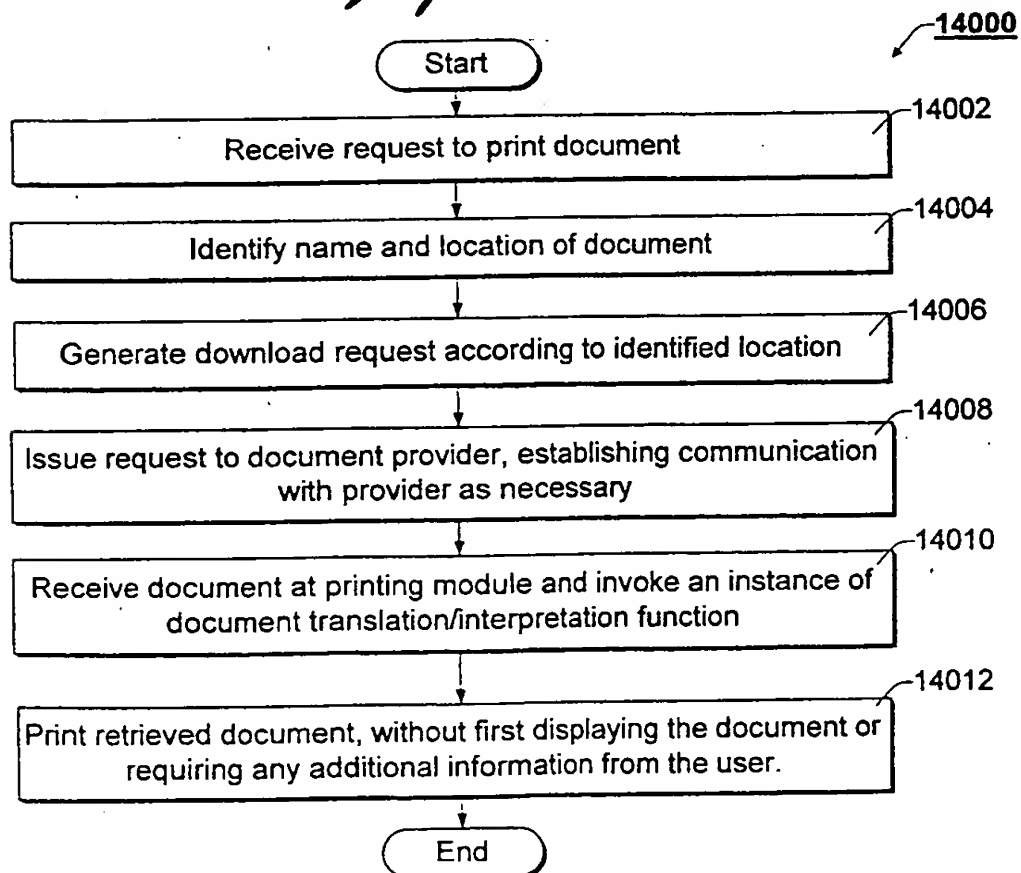 14000
Start
14002
Receive request to print document
14004
Identify name and location of document
14006
Generate download request according to identified location
14008
Issue request to document provider, establishing communication
with provider as necessary
14010
Receive document at printing module and invoke an instance of
document translation/interpretation function
14012
Print retrieved document, without first displaying the document or
requiring any additional information from the user.
End